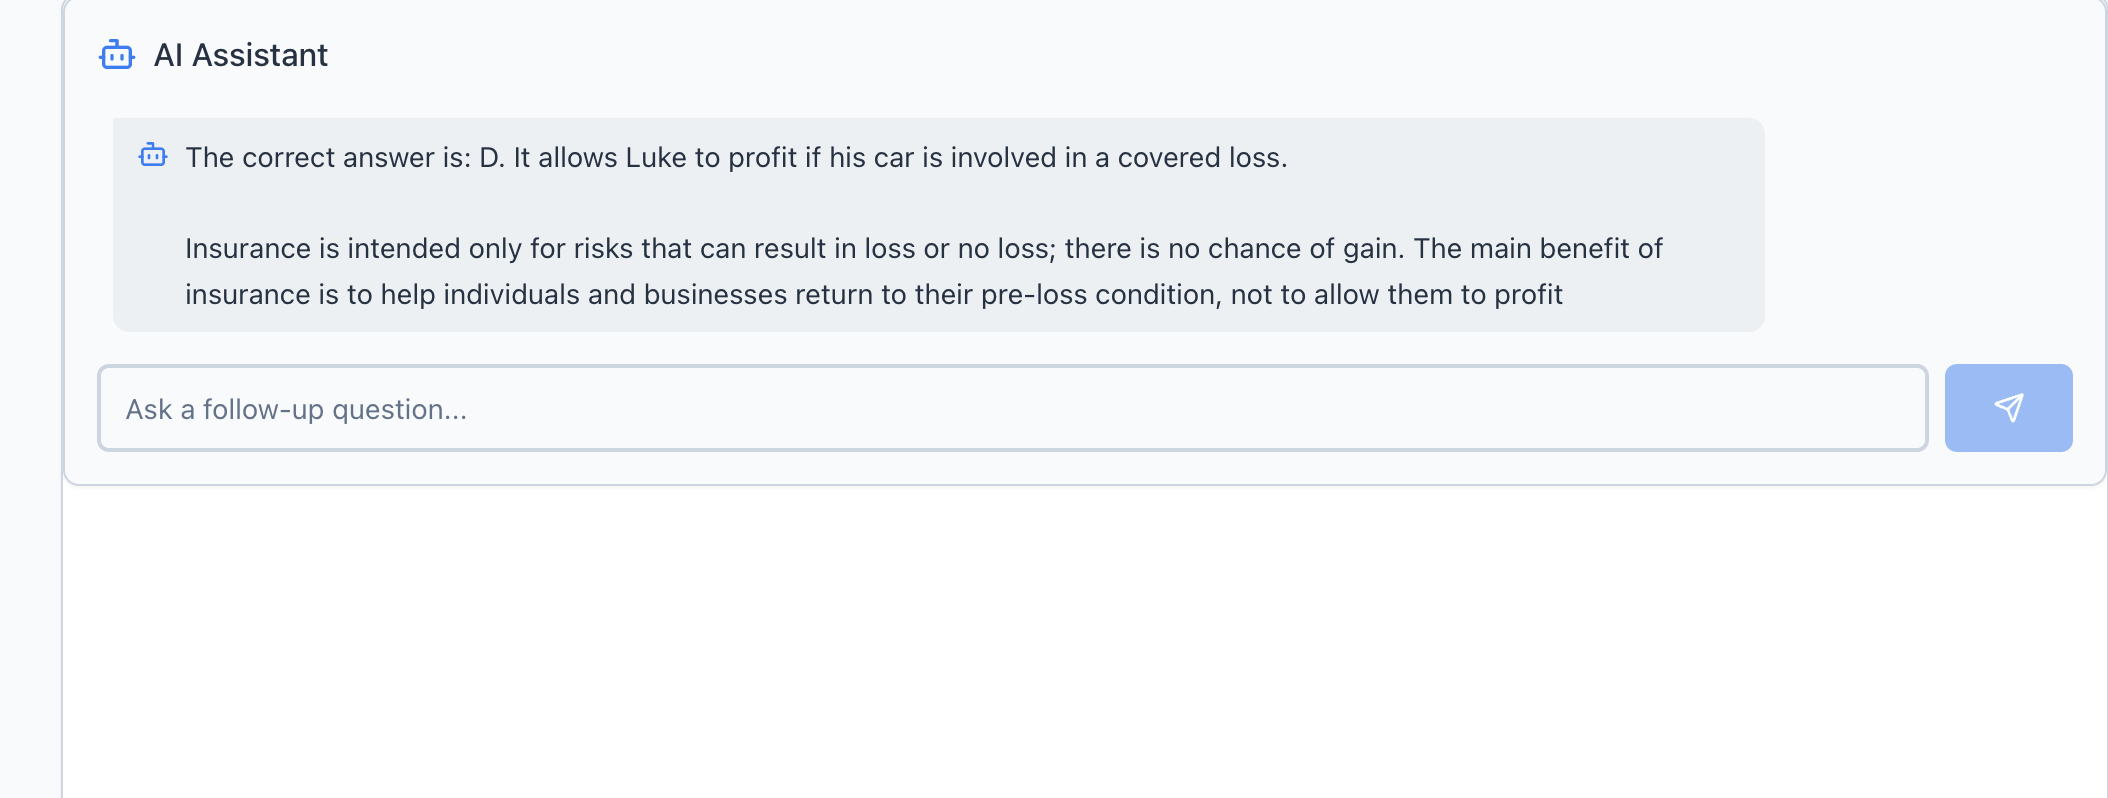 AI Assistant
The correct answer is: D. It allows Luke to profit if his car is involved in a covered loss.
Insurance is intended only for risks that can result in loss or no loss; there is no chance of gain. The main benefit of
insurance is to help individuals and businesses return to their pre-loss condition, not to allow them to profit
Ask a follow-up question...